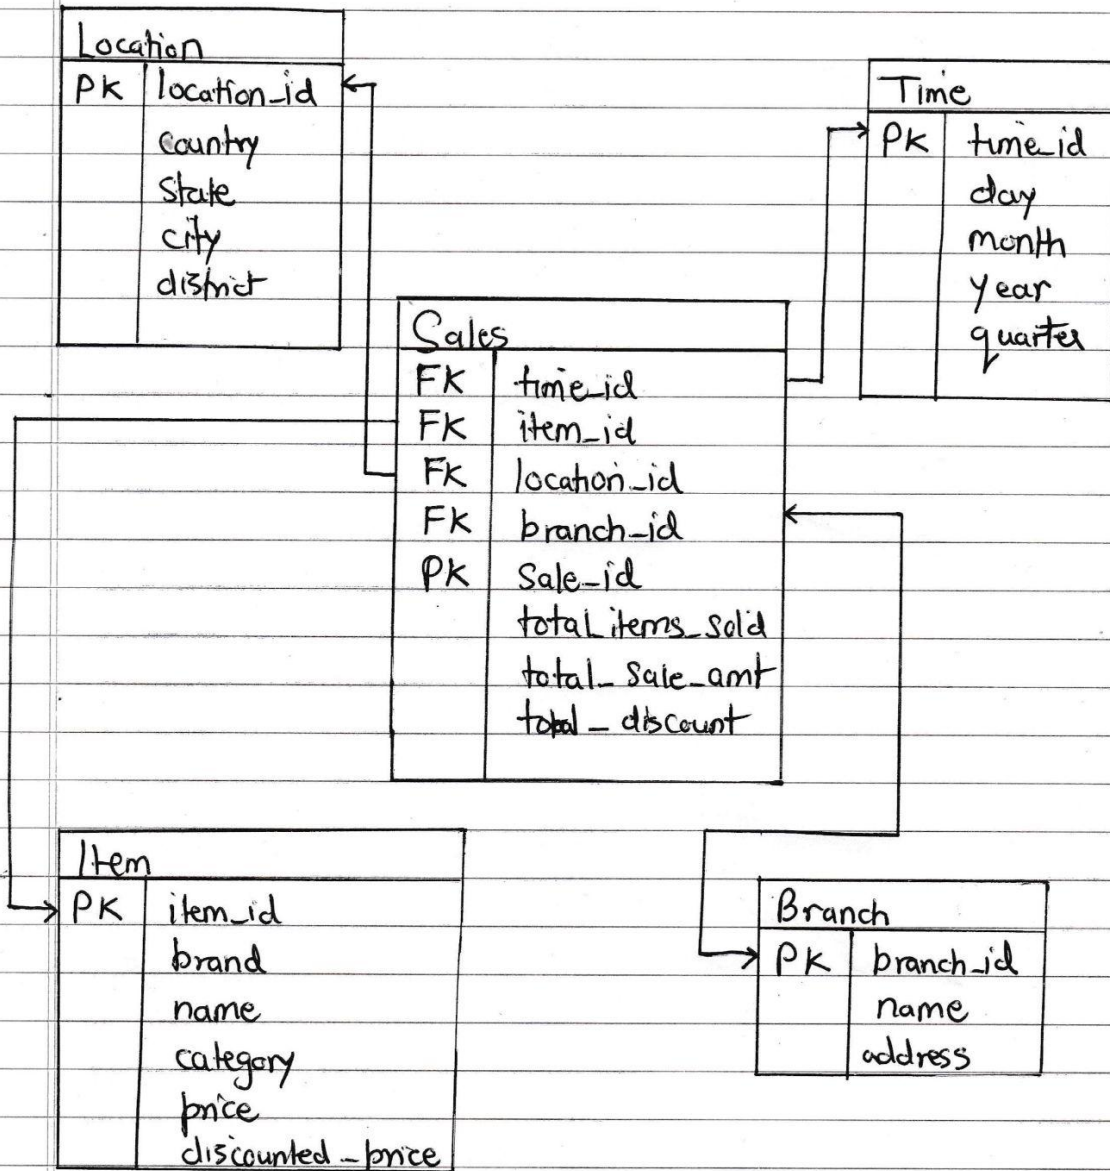 Location
PK location_id
country
state
city
district
Time
PK time_id
day
month
year
quarter
Sales
FK time_id
FK item_id
FK location_id
FK branch_id
PK Sale_id
total_items_sold
total_sale_amt
total_discount
Item
PK item_id
brand
name
category
price
discounted_price
Branch
PK branch_id
name
address